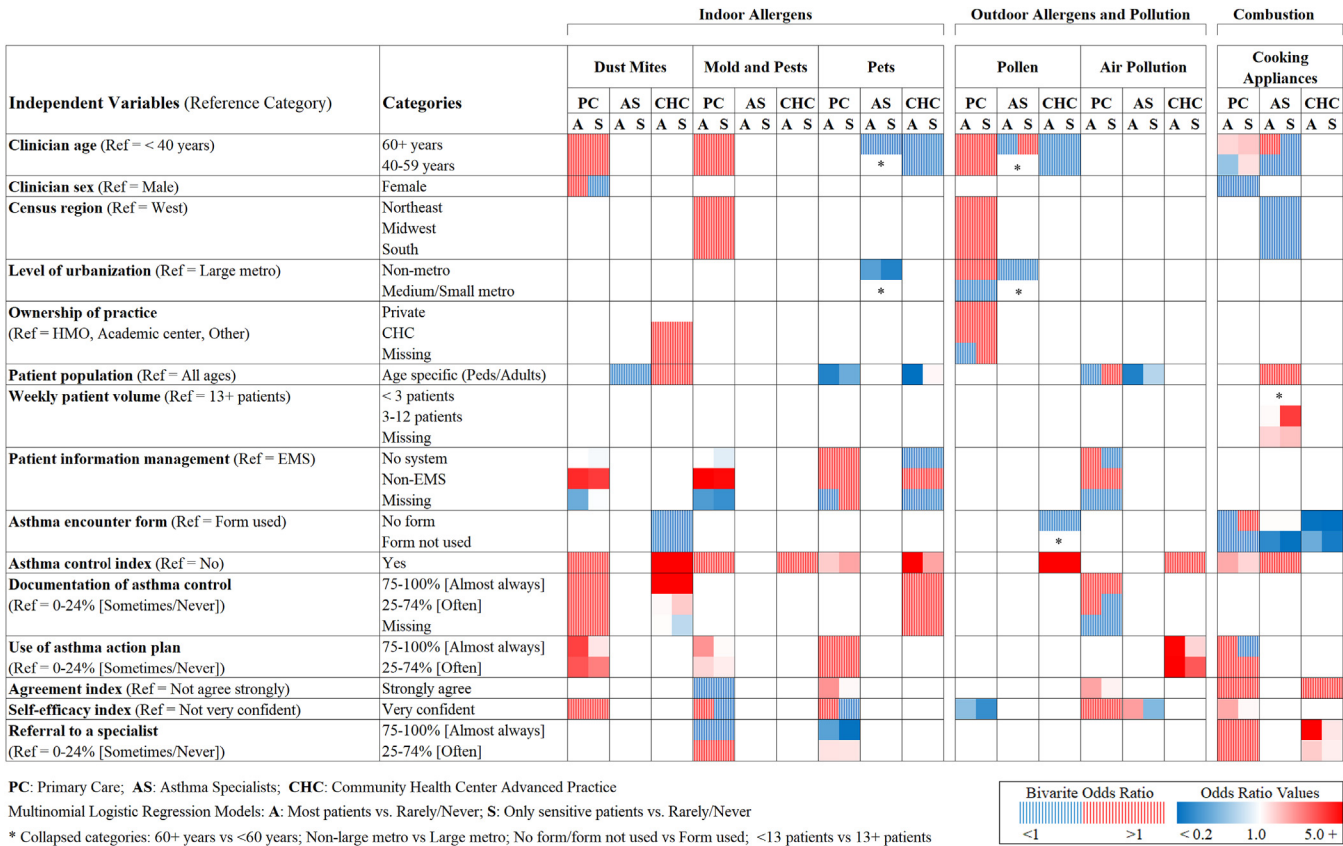 Indoor Allergens Outdoor Allergens and Pollution Combustion
Independent Variables (Reference Category) Categories Dust Mites Mold and Pests Pets Pollen Air Pollution Cooking
Appliances
PC AS CHC PC AS CHC PC AS CHC PC AS CHC PC AS CHC PC AS CHC
A S A S A S A S A S A S A S A S A S A S A S A S A S A S A S A S A S A S
Clinician age (Ref = < 40 years) 60+ years
40-59 years * *
Clinician sex (Ref = Male) Female
Census region (Ref = West) Northeast
Midwest
South
Level of urbanization (Ref = Large metro) Non-metro
Medium/Small metro * *
Ownership of practice Private
(Ref = HMO, Academic center, Other) CHC
Missing
Patient population (Ref = All ages) Age specific (Peds/Adults)
Weekly patient volume (Ref = 13+ patients) < 3 patients *
3-12 patients
Missing
Patient information management (Ref = EMS) No system
Non-EMS
Missing
Asthma encounter form (Ref = Form used) No form
Form not used *
Asthma control index (Ref = No) Yes
Documentation of asthma control 75-100% [Almost always]
(Ref = 0-24% [Sometimes/Never]) 25-74% [Often]
Missing
Use of asthma action plan 75-100% [Almost always]
(Ref = 0-24% [Sometimes/Never]) 25-74% [Often]
Agreement index (Ref = Not agree strongly) Strongly agree
Self-efficacy index (Ref = Not very confident) Very confident
Referral to a specialist 75-100% [Almost always]
(Ref = 0-24% [Sometimes/Never]) 25-74% [Often]
PC: Primary Care; AS: Asthma Specialists; CHC: Community Health Center Advanced Practice
Multinomial Logistic Regression Models: A: Most patients vs. Rarely/Never; S: Only sensitive patients vs. Rarely/Never
* Collapsed categories: 60+ years vs <60 years; Non-large metro vs Large metro; No form/form not used vs Form used; <13 patients vs 13+ patients
Bivarite Odds Ratio Odds Ratio Values
<1 >1 < 0.2 1.0 5.0 +